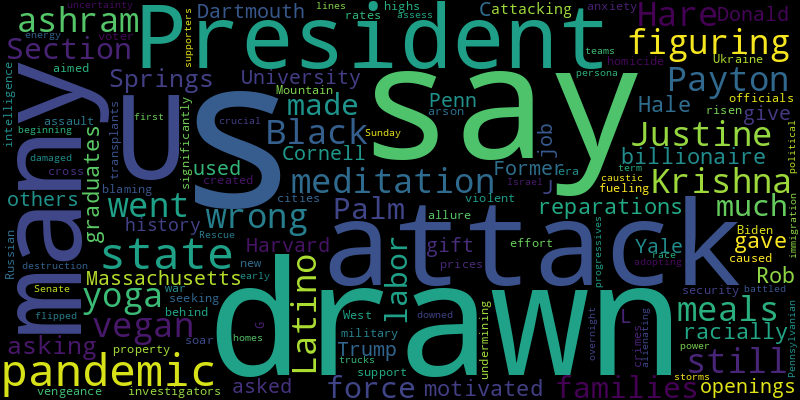 President
US
say
attack
drawn
many
ashram
Section
Dartmouth
supporters
lines
rates
highs
assess
attacking
anxiety
Hare
Donald
uncertainty
voter
energy
aimed
Springs
University
Mountain
made
Penn
arson
teams
persona
homicide
figuring
Ukraine
Payton
officials
risen
give
Hale
Justine
political
intelligence
assault
first
beginning
transplants
significantly
crucial
Black
Sunday
Cornell
job
billionaire
Former
era
term
caustic
fueling
Krishna
damaged
cross
blaming
used
created
meditation
cities
violent
Israel
J
others
graduates
went
wrong
Palm
allure
reparations
much
history
Rescue
Harvard
gift
effort
Yale
Biden
gave
caused
immigration
race
adopting
progressives
Russian
destruction
state
new
early
Latino
labor
prices
security
battled
Rob
Massachusetts
war
seeking
behind
yoga
Senate
flipped
vegan
G
soar
homes
West
military
downed
undermining
overnight
L
crimes
alienating
meals
racially
power
Pennsylvanian
asking
property
Trump
trucks
support
still
storms
pandemic
vengeance
investigators
asked
force
motivated
families
openings